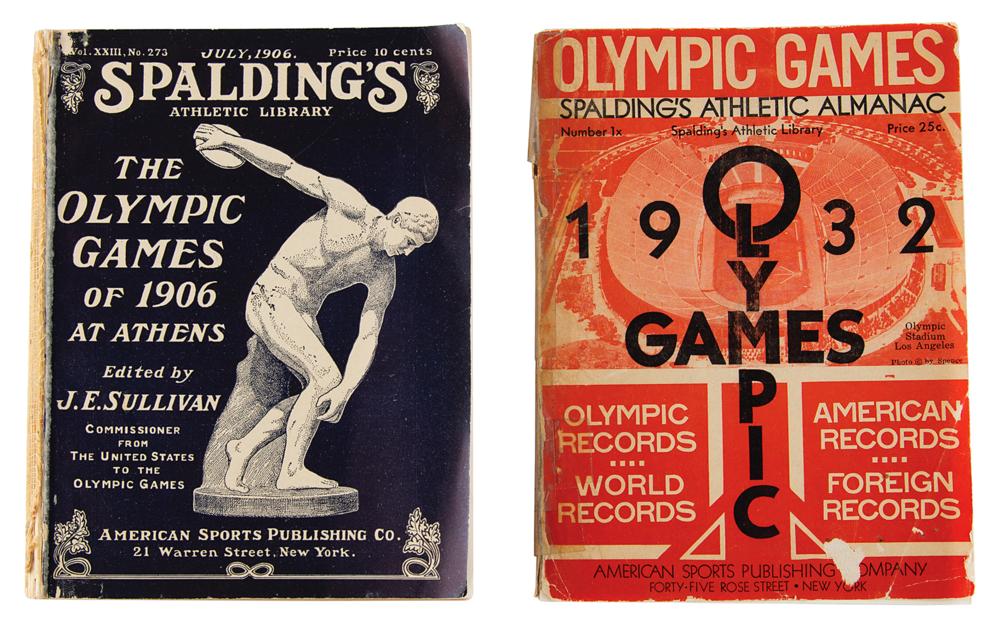 Vol. XXIII, No. 273 JULY, 1906. Price 10 cents
SPALDING'S
ATHLETIC LIBRARY
THE
OLYMPIC
GAMES
OF 1906
AT ATHENS
Edited by
J.E. SULLIVAN
COMMISSIONER
FROM
THE UNITED STATES
TO THE
OLYMPIC GAMES
AMERICAN SPORTS PUBLISHING CO.
21 Warren Street, New York.
OLYMPIC GAMES
SPALDING'S ATHLETIC ALMANAC
Number 1x Spalding's Athletic Library Price 25c.
1932
OLYMPIC
GAMES
Olympic
Stadium
Los Angeles
Photo © by Spence
OLYMPIC
RECORDS
WORLD
RECORDS
AMERICAN
RECORDS
FOREIGN
RECORDS
AMERICAN SPORTS PUBLISHING OMPANY
FORTY-FIVE ROSE STREET • NEW YORK